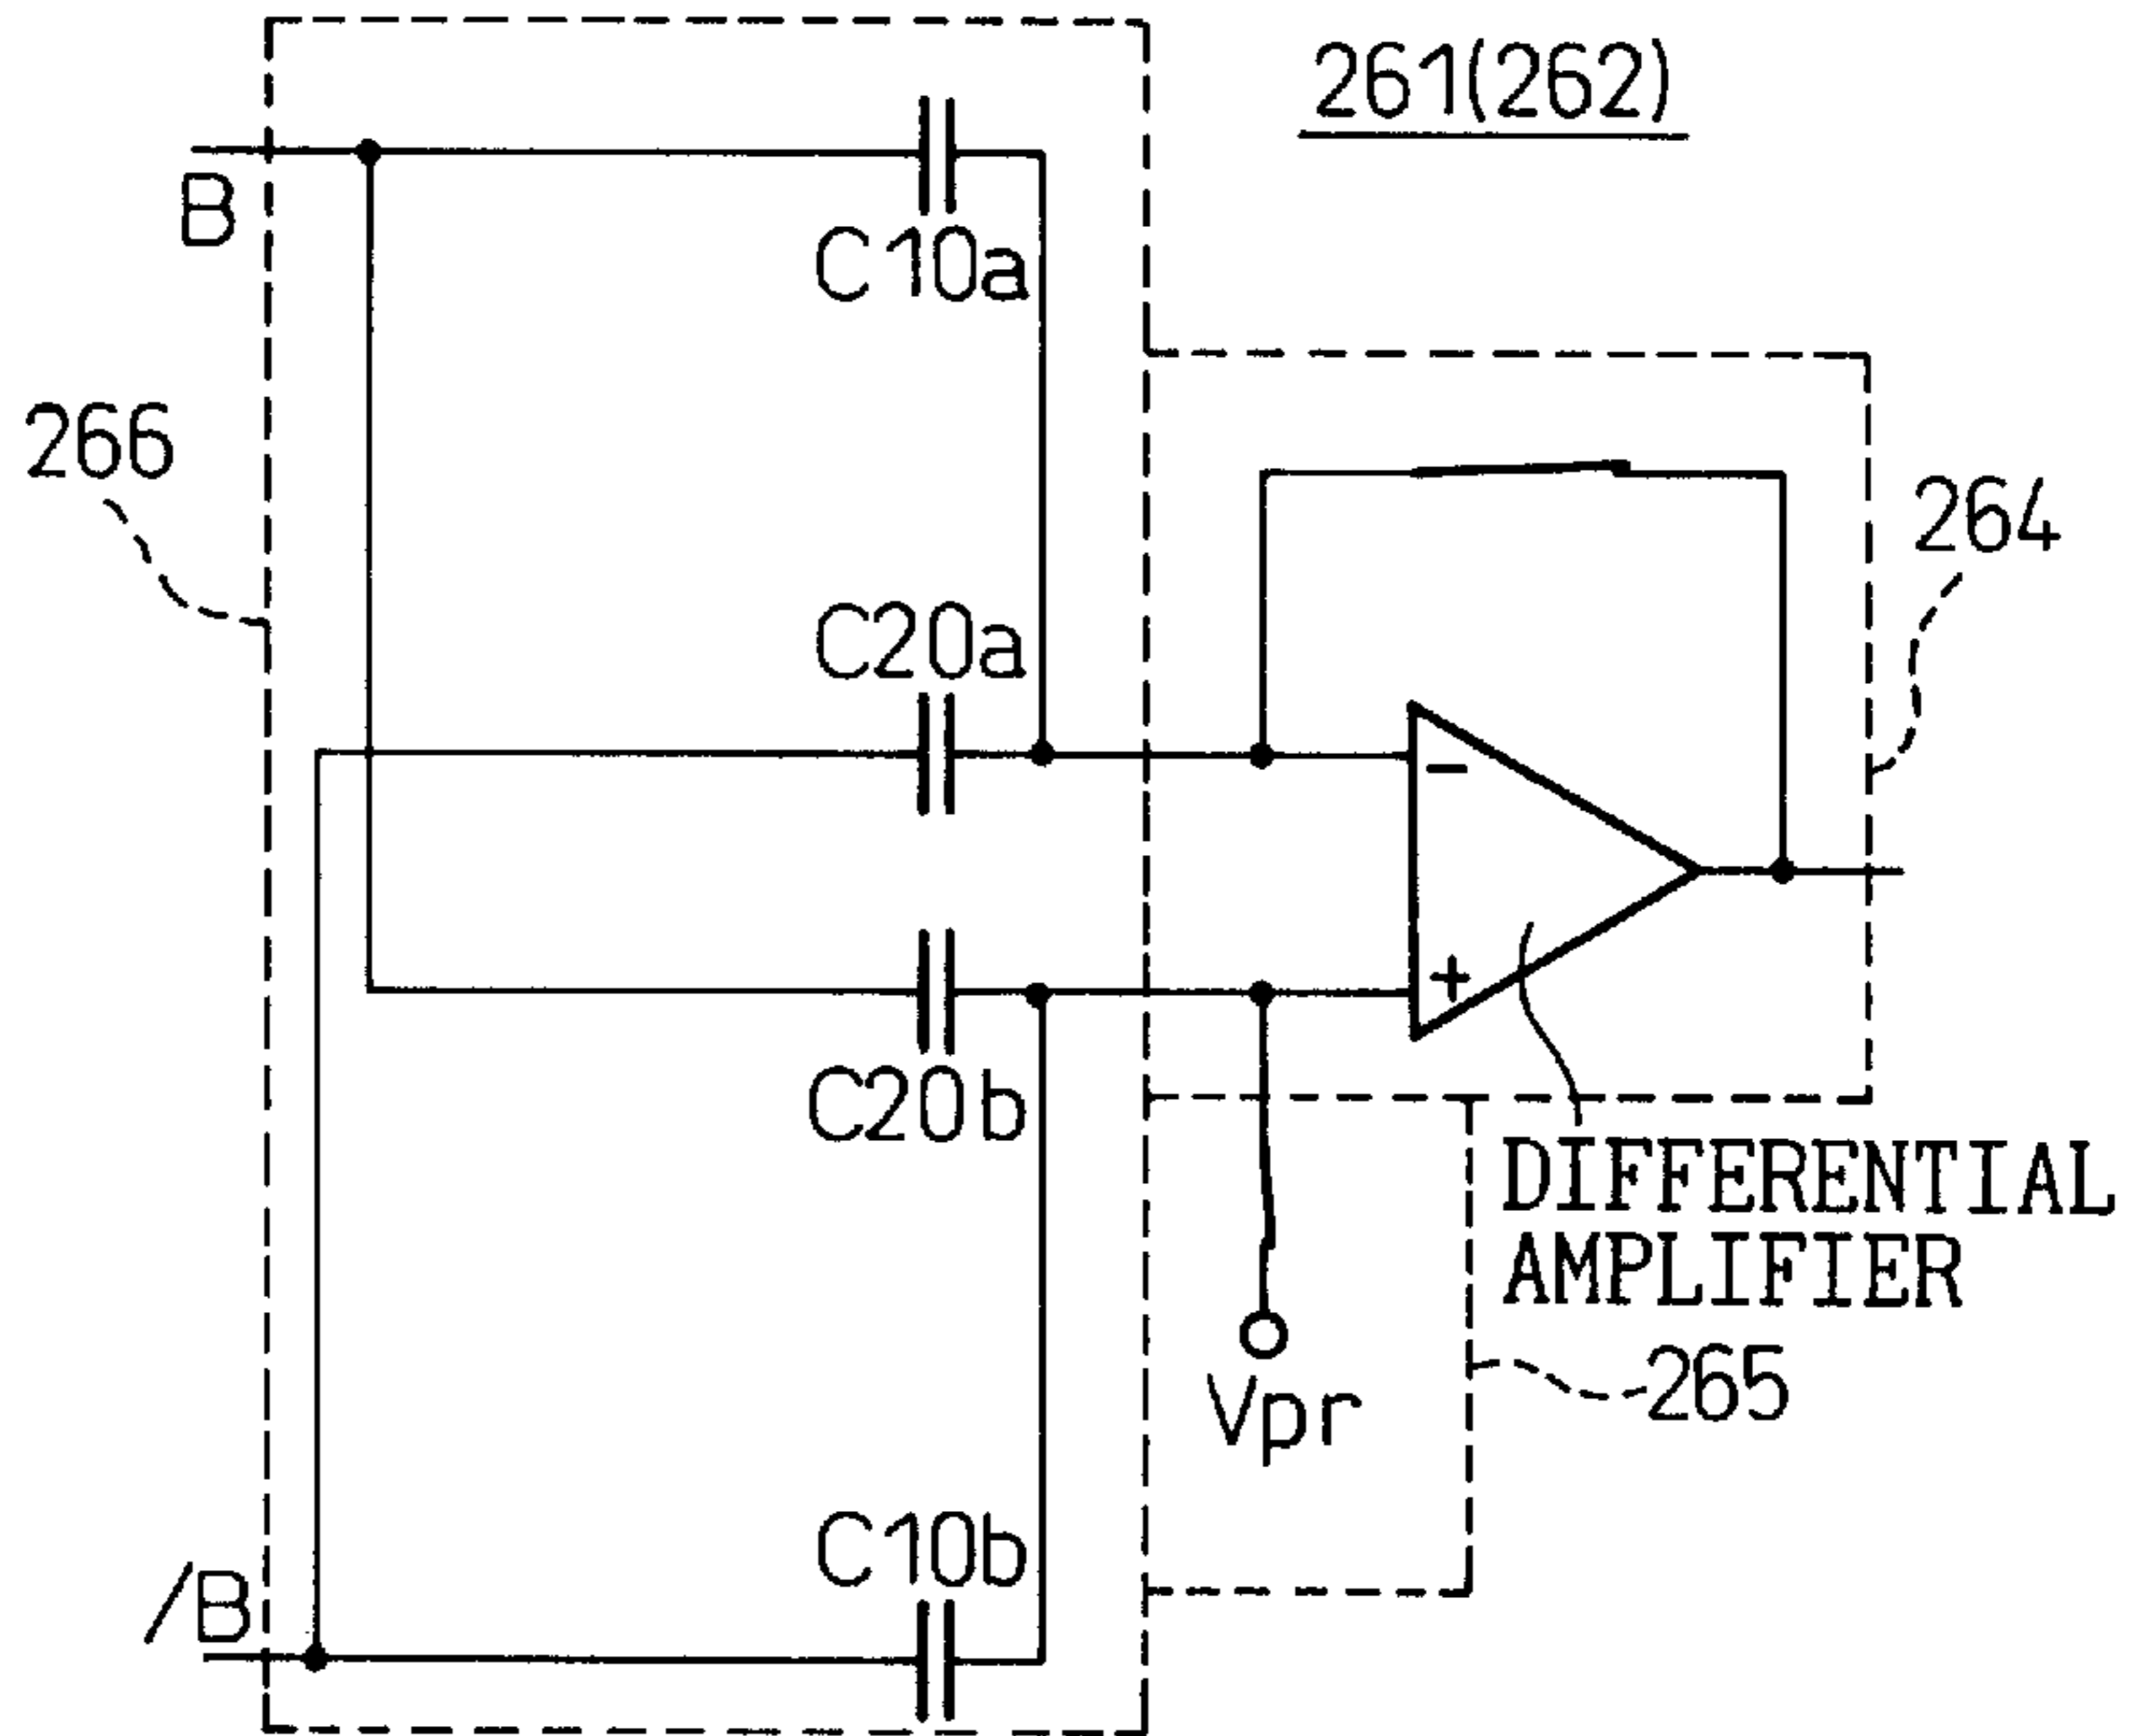 261(262)
B
C10a
266
264
C20a
-
+
C20b
DIFFERENTIAL
AMPLIFIER
265
Vpr
C10b
/B